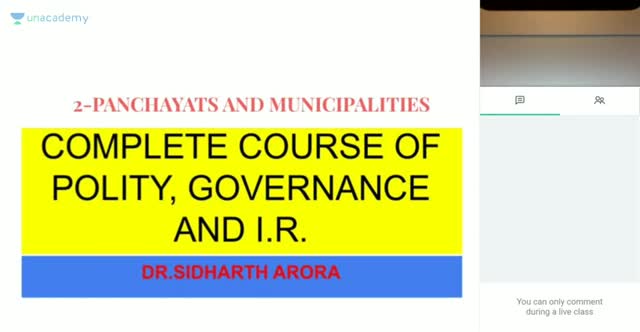 unacademy
2-PANCHAYATS AND MUNICIPALITIES
COMPLETE COURSE OF
POLITY, GOVERNANCE
AND I.R.
DR.SIDHARTH ARORA
You can only comment
during a live class